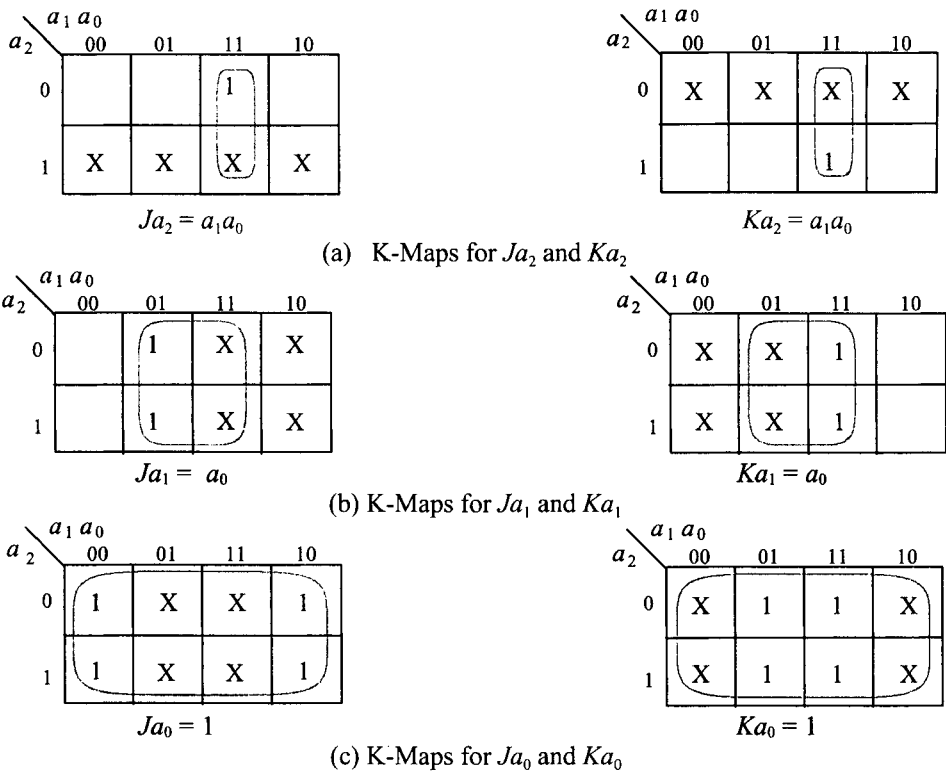 a₁ a₀ a₁ a₀
a₂ 00 01 11 10 a₂ 00 01 11 10
0 1 0 X X X X
1 X X X X 1 1
Ja₂ = a₁a₀ Ka₂ = a₁a₀
(a) K-Maps for Ja₂ and Ka₂
a₁ a₀ a₁ a₀
a₂ 00 01 11 10 a₂ 00 01 11 10
0 1 X X 0 X X 1
1 1 X X 1 X X 1
Ja₁ = a₀ Ka₁ = a₀
(b) K-Maps for Ja₁ and Ka₁
a₁ a₀ a₁ a₀
a₂ 00 01 11 10 a₂ 00 01 11 10
0 1 X X 1 0 X 1 1 X
1 1 X X 1 1 X 1 1 X
Ja₀ = 1 Ka₀ = 1
(c) K-Maps for Ja₀ and Ka₀